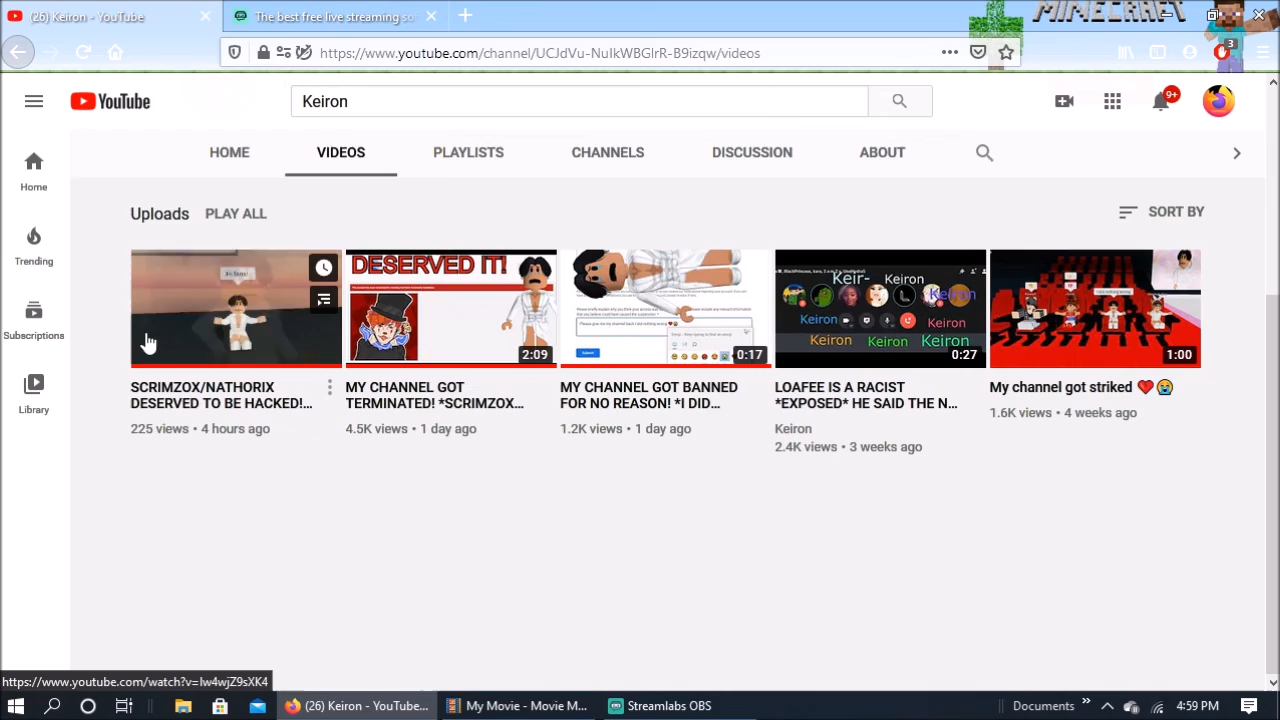 (26) Keiron - YouTube
The best free live streaming so
MINECRAFT
https://www.youtube.com/channel/UCJdVu-NuIkWBGlrR-B9izqw/videos
3
YouTube
Keiron
9+
HOME
VIDEOS
PLAYLISTS
CHANNELS
DISCUSSION
ABOUT
Home
Trending
Subscriptions
Library
Uploads
PLAY ALL
SORT BY
DESERVED IT!
2:09
Submit
0:17
Keir-
Keiron
Keiron
Keiron
Keiron
Keiron
Keiron
Keiron
0:27
1:00
SCRIMZOX/NATHORIX
DESERVED TO BE HACKED!...
225 views • 4 hours ago
MY CHANNEL GOT
TERMINATED! *SCRIMZOX...
4.5K views • 1 day ago
MY CHANNEL GOT BANNED
FOR NO REASON! *I DID...
1.2K views • 1 day ago
LOAFEE IS A RACIST
*EXPOSED* HE SAID THE N...
Keiron
2.4K views • 3 weeks ago
My channel got striked ❤️😭
1.6K views • 4 weeks ago
https://www.youtube.com/watch?v=lw4wjZ9sXK4
(26) Keiron - YouTube...
My Movie - Movie M...
Streamlabs OBS
Documents
4:59 PM